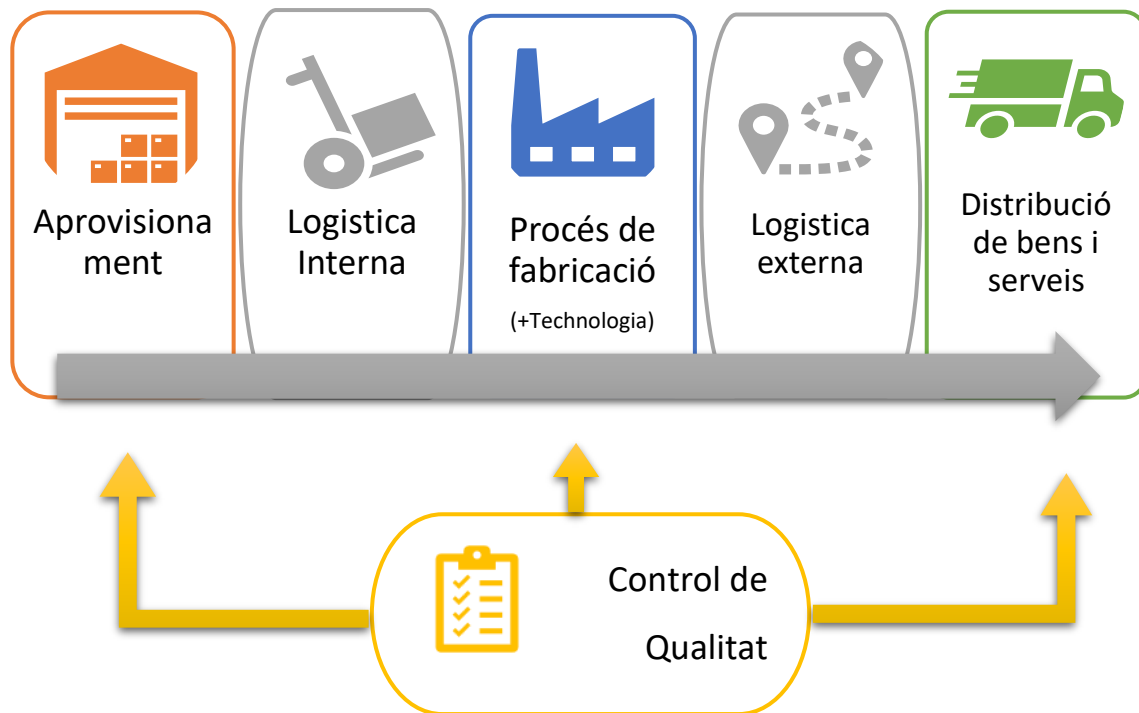 Aprovisiona
ment
Logistica
Interna
Procés de
fabricació
(+Technologia)
Logistica
externa
Distribució
de bens i
serveis
Control de
Qualitat